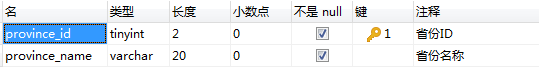 名 类型 长度 小数点 不是 null 键 注释
province_id tinyint 2 0 1 省份ID
province_name varchar 20 0 省份名称